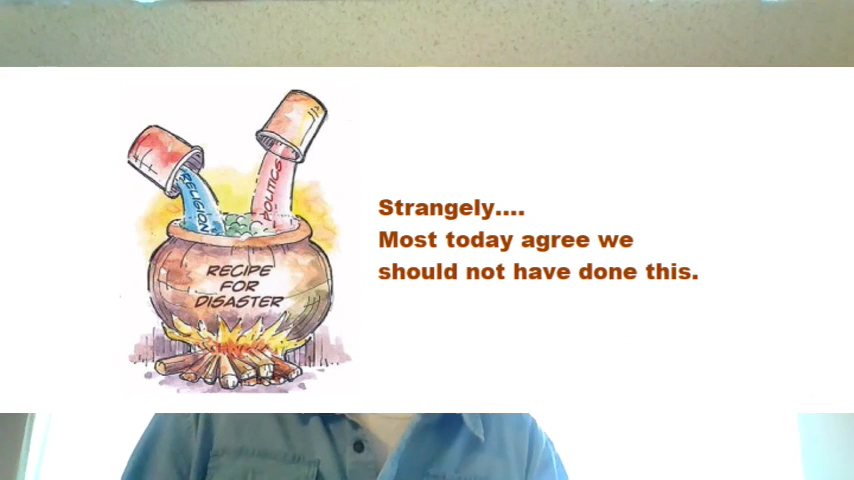 RELIGION
POLITICS
RECIPE
FOR
DISASTER
Strangely....
Most today agree we
should not have done this.